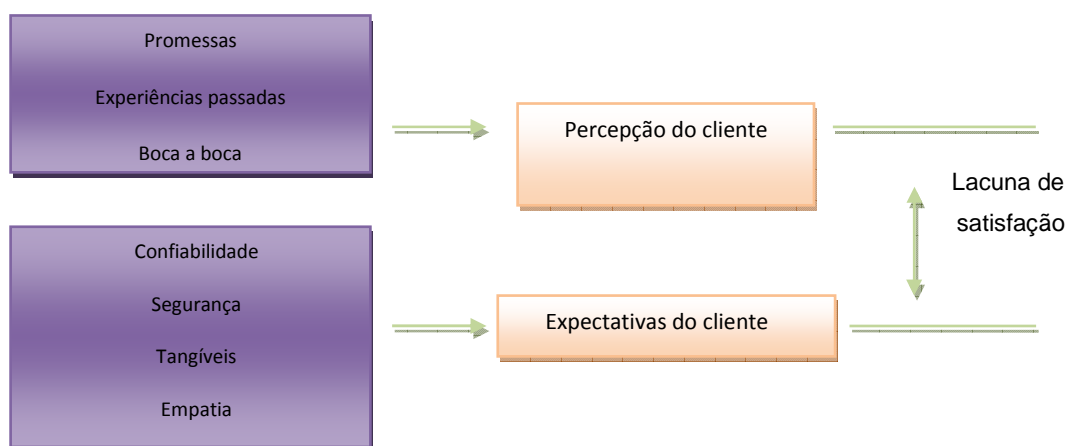 Promessas
Experiências passadas
Boca a boca
Percepção do cliente
Lacuna de
satisfação
Confiabilidade
Segurança
Tangíveis
Empatia
Expectativas do cliente